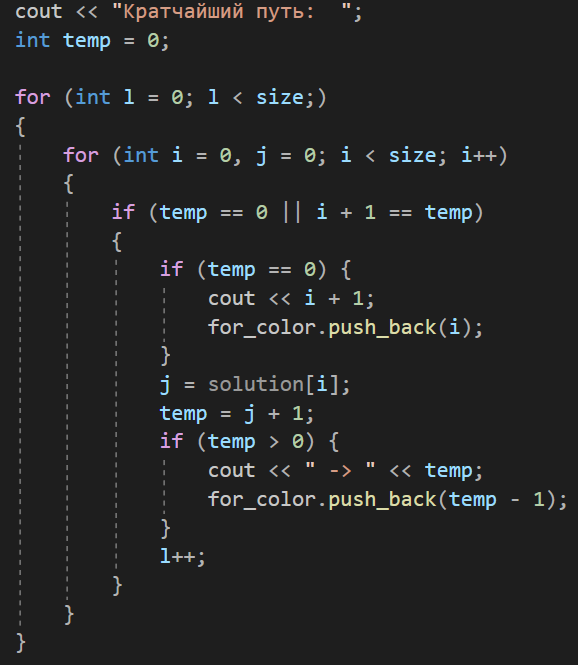 cout << "Кратчайший путь:  ";
int temp = 0;

for (int l = 0; l < size;)
{
    for (int i = 0, j = 0; i < size; i++)
    {
        if (temp == 0 || i + 1 == temp)
        {
            if (temp == 0) {
                cout << i + 1;
                for_color.push_back(i);
            }
            j = solution[i];
            temp = j + 1;
            if (temp > 0) {
                cout << " -> " << temp;
                for_color.push_back(temp - 1);
            }
            l++;
        }
    }
}